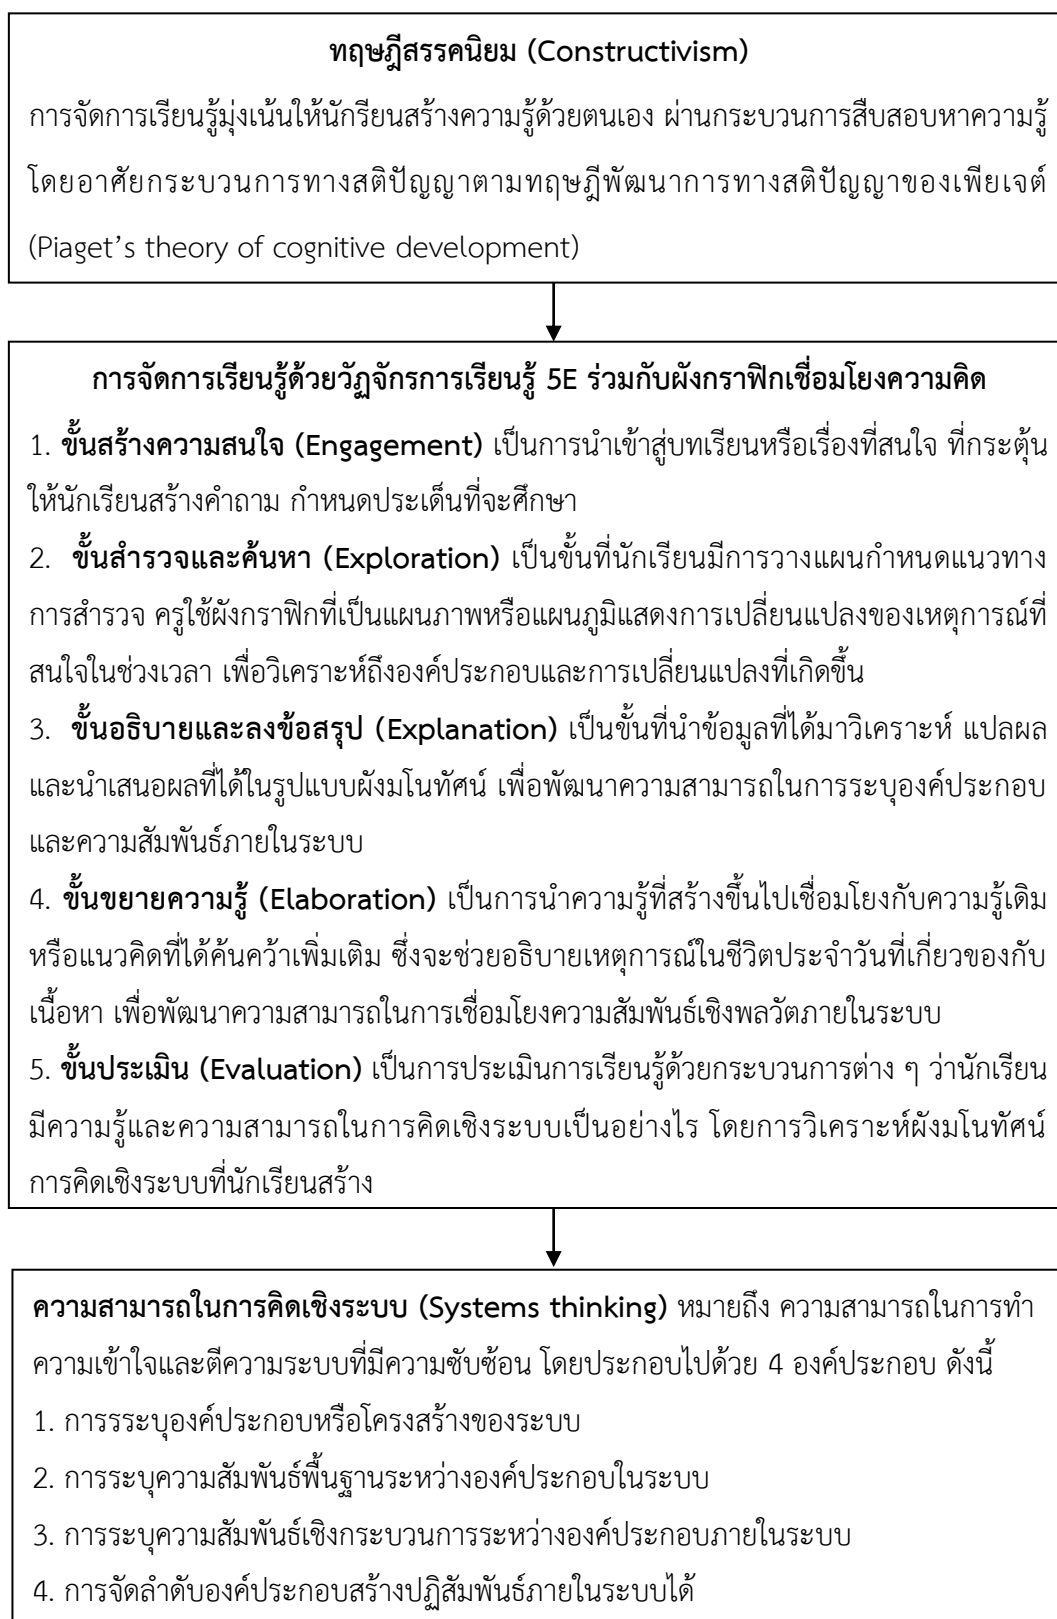 ทฤษฎีสรรคนิยม (Constructivism)
การจัดการเรียนรู้มุ่งเน้นให้นักรียนสร้างความรู้ด้วยตนเอง ผ่านกระบวนการสืบสอบหาความรู้
โดยอาศัยกระบวนการทางสติปัญญาตามทฤษฎีพัฒนาการทางสติปัญญาของเพียเจต์
(Piaget's theory of cognitive development)
การจัดการเรียนรู้ด้วยวัฏจักรการเรียนรู้ 5E ร่วมกับผังกราฟิกเชื่อมโยงความคิด
1. ขั้นสร้างความสนใจ (Engagement) เป็นการนำเข้าสู่บทเรียนหรือเรื่องที่สนใจ ที่กระตุ้น
ให้นักเรียนสร้างคำถาม กำหนดประเด็นที่จะศึกษา
2. ขั้นสำรวจและค้นหา (Exploration) เป็นขั้นที่นักเรียนมีการวางแผนกำหนดแนวทาง
การสำรวจ ครูใช้ผังกราฟิกที่เป็นแผนภาพหรือแผนภูมิแสดงการเปลี่ยนแปลงของเหตุการณ์ที่
สนใจในช่วงเวลา เพื่อวิเคราะห์ถึงองค์ประกอบและการเปลี่ยนแปลงที่เกิดขึ้น
3. ขั้นอธิบายและลงข้อสรุป (Explanation) เป็นขั้นที่นำข้อมูลที่ได้มาวิเคราะห์ แปลผล
และนำเสนอผลที่ได้ในรูปแบบผังมโนทัศน์ เพื่อพัฒนาความสามารถในการระบุองค์ประกอบ
และความสัมพันธ์ภายในระบบ
4. ขั้นขยายความรู้ (Elaboration) เป็นการนำความรู้ที่สร้างขึ้นไปเชื่อมโยงกับความรู้เดิม
หรือแนวคิดที่ได้ค้นคว้าเพิ่มเติม ซึ่งจะช่วยอธิบายเหตุการณ์ในชีวิตประจำวันที่เกี่ยวของกับ
เนื้อหา เพื่อพัฒนาความสามารถในการเชื่อมโยงความสัมพันธ์เชิงพลวัตภายในระบบ
5. ขั้นประเมิน (Evaluation) เป็นการประเมินการเรียนรู้ด้วยกระบวนการต่าง ๆ ว่านักเรียน
มีความรู้และความสามารถในการคิดเชิงระบบเป็นอย่างไร โดยการวิเคราะห์ผังมโนทัศน์
การคิดเชิงระบบที่นักเรียนสร้าง
ความสามารถในการคิดเชิงระบบ (Systems thinking) หมายถึง ความสามารถในการทำ
ความเข้าใจและตีความระบบที่มีความซับซ้อน โดยประกอบไปด้วย 4 องค์ประกอบ ดังนี้
1. การรระบุองค์ประกอบหรือโครงสร้างของระบบ
2. การระบุความสัมพันธ์พื้นฐานระหว่างองค์ประกอบในระบบ
3. การระบุความสัมพันธ์เชิงกระบวนการระหว่างองค์ประกอบภายในระบบ
4. การจัดลำดับองค์ประกอบสร้างปฏิสัมพันธ์ภายในระบบได้